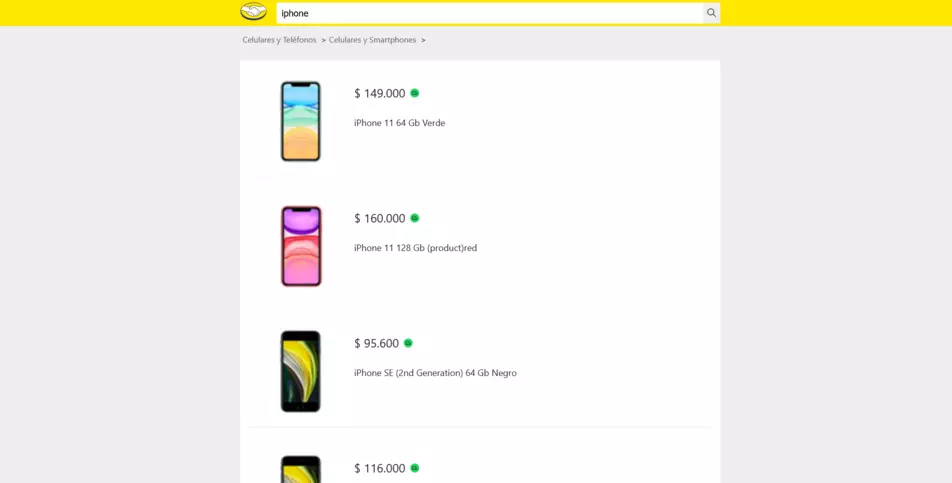 iphone
Celulares y Teléfonos > Celulares y Smartphones >
$ 149.000
iPhone 11 64 Gb Verde
$ 160.000
iPhone 11 128 Gb (product)red
$ 95.600
iPhone SE (2nd Generation) 64 Gb Negro
$ 116.000